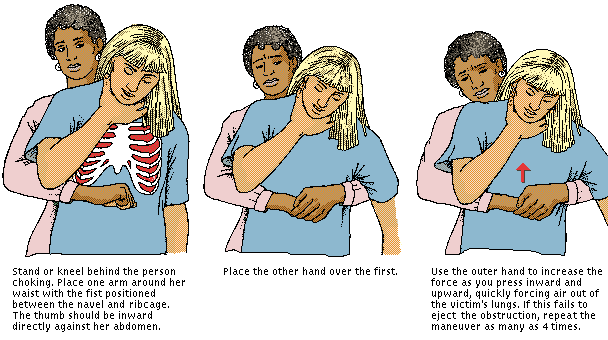 Stand or kneel behind the person
choking. Place one arm around her
waist with the fist positioned
between the navel and ribcage.
The thumb should be inward
directly against her abdomen.
Place the other hand over the first.
Use the outer hand to increase the
force as you press inward and
upward, quickly forcing air out of
the victim's lungs. If this fails to
eject the obstruction, repeat the
maneuver as many as 4 times.